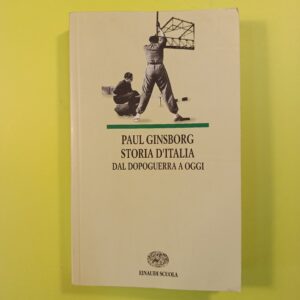 PAUL GINSBORG
STORIA D'ITALIA
DAL DOPOGUERRA A OGGI
EINAUDI SCUOLA